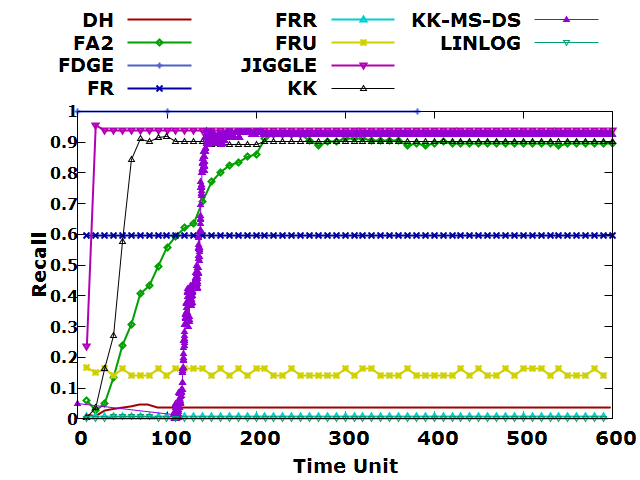 DH FRR KK-MS-DS
FA2 FRU LINLOG
FDGE JIGGLE
FR KK
1
0.9
0.8
0.7
0.6
0.5
0.4
0.3
0.2
0.1
0
Recall
0 100 200 300 400 500 600
Time Unit